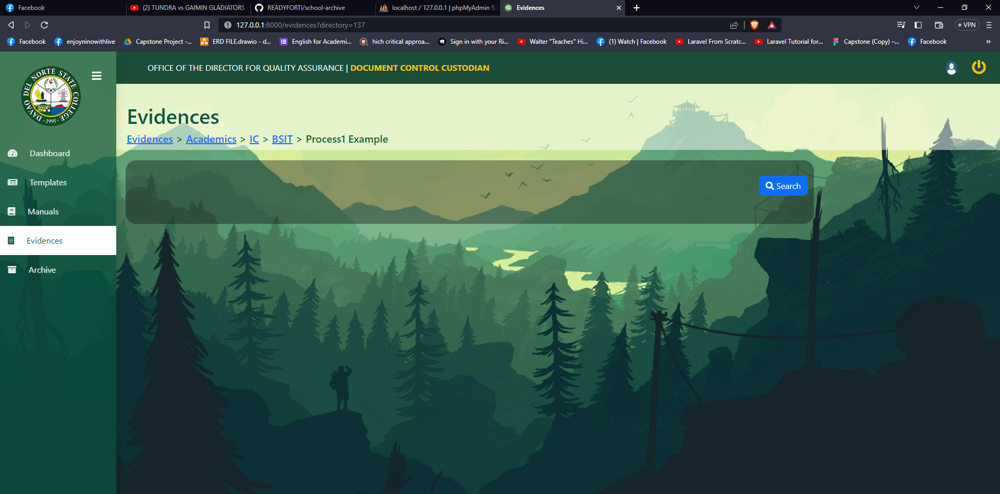 Facebook
(2) TUNDRA vs GAIMIN GLADIATORS -
READYFORTI/school-archive
localhost / 127.0.0.1 | phpMyAdmin 5.
Evidences
127.0.0.1:8000/evidences?directory=137
VPN
Facebook
enjoyninowithlive
Capstone Project -...
ERD FILE.drawio - d...
English for Academi...
hich critical approa...
Sign in with your Ri...
Walter "Teaches" Hi...
(1) Watch | Facebook
Laravel From Scratc...
Laravel Tutorial for...
Capstone (Copy) –...
Facebook
»
DAVAO DEL NORTE STATE COLLEGE
· 1995 ·
OFFICE OF THE DIRECTOR FOR QUALITY ASSURANCE | DOCUMENT CONTROL CUSTODIAN
Evidences
Evidences > Academics > IC > BSIT > Process1 Example
Search
Dashboard
Templates
Manuals
Evidences
Archive